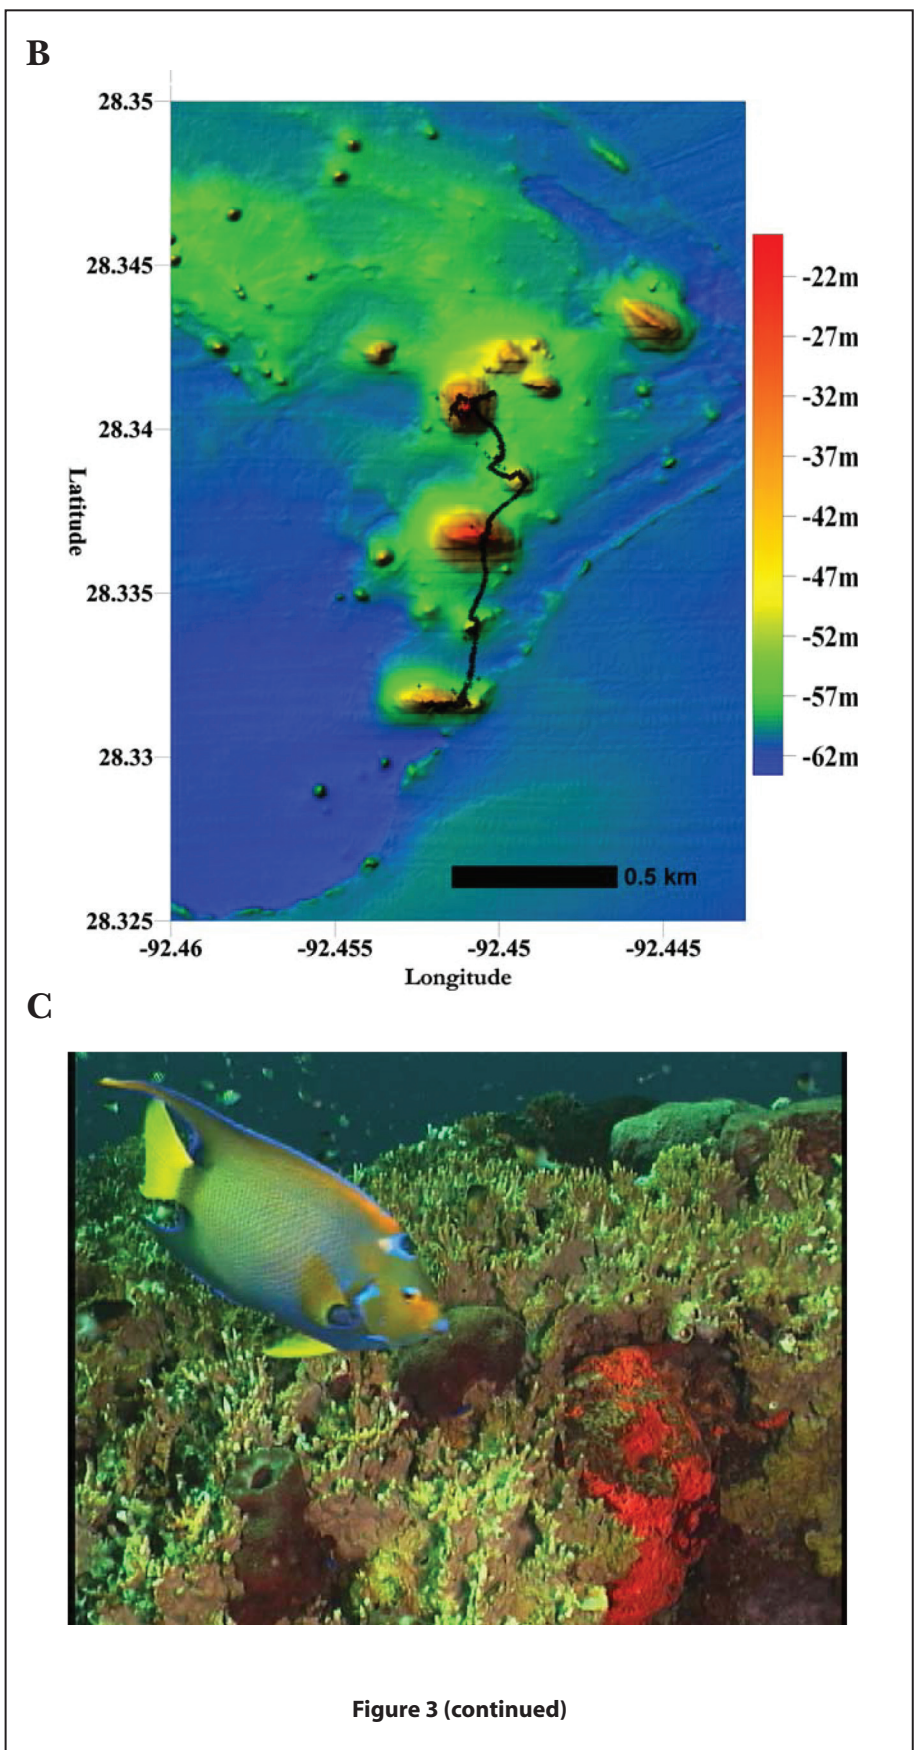 B
28.35
28.345
28.34
28.335
28.33
28.325
Latitude
-92.46
-92.455
-92.45
-92.445
Longitude
0.5 km
-22m
-27m
-32m
-37m
-42m
-47m
-52m
-57m
-62m
C
Figure 3 (continued)